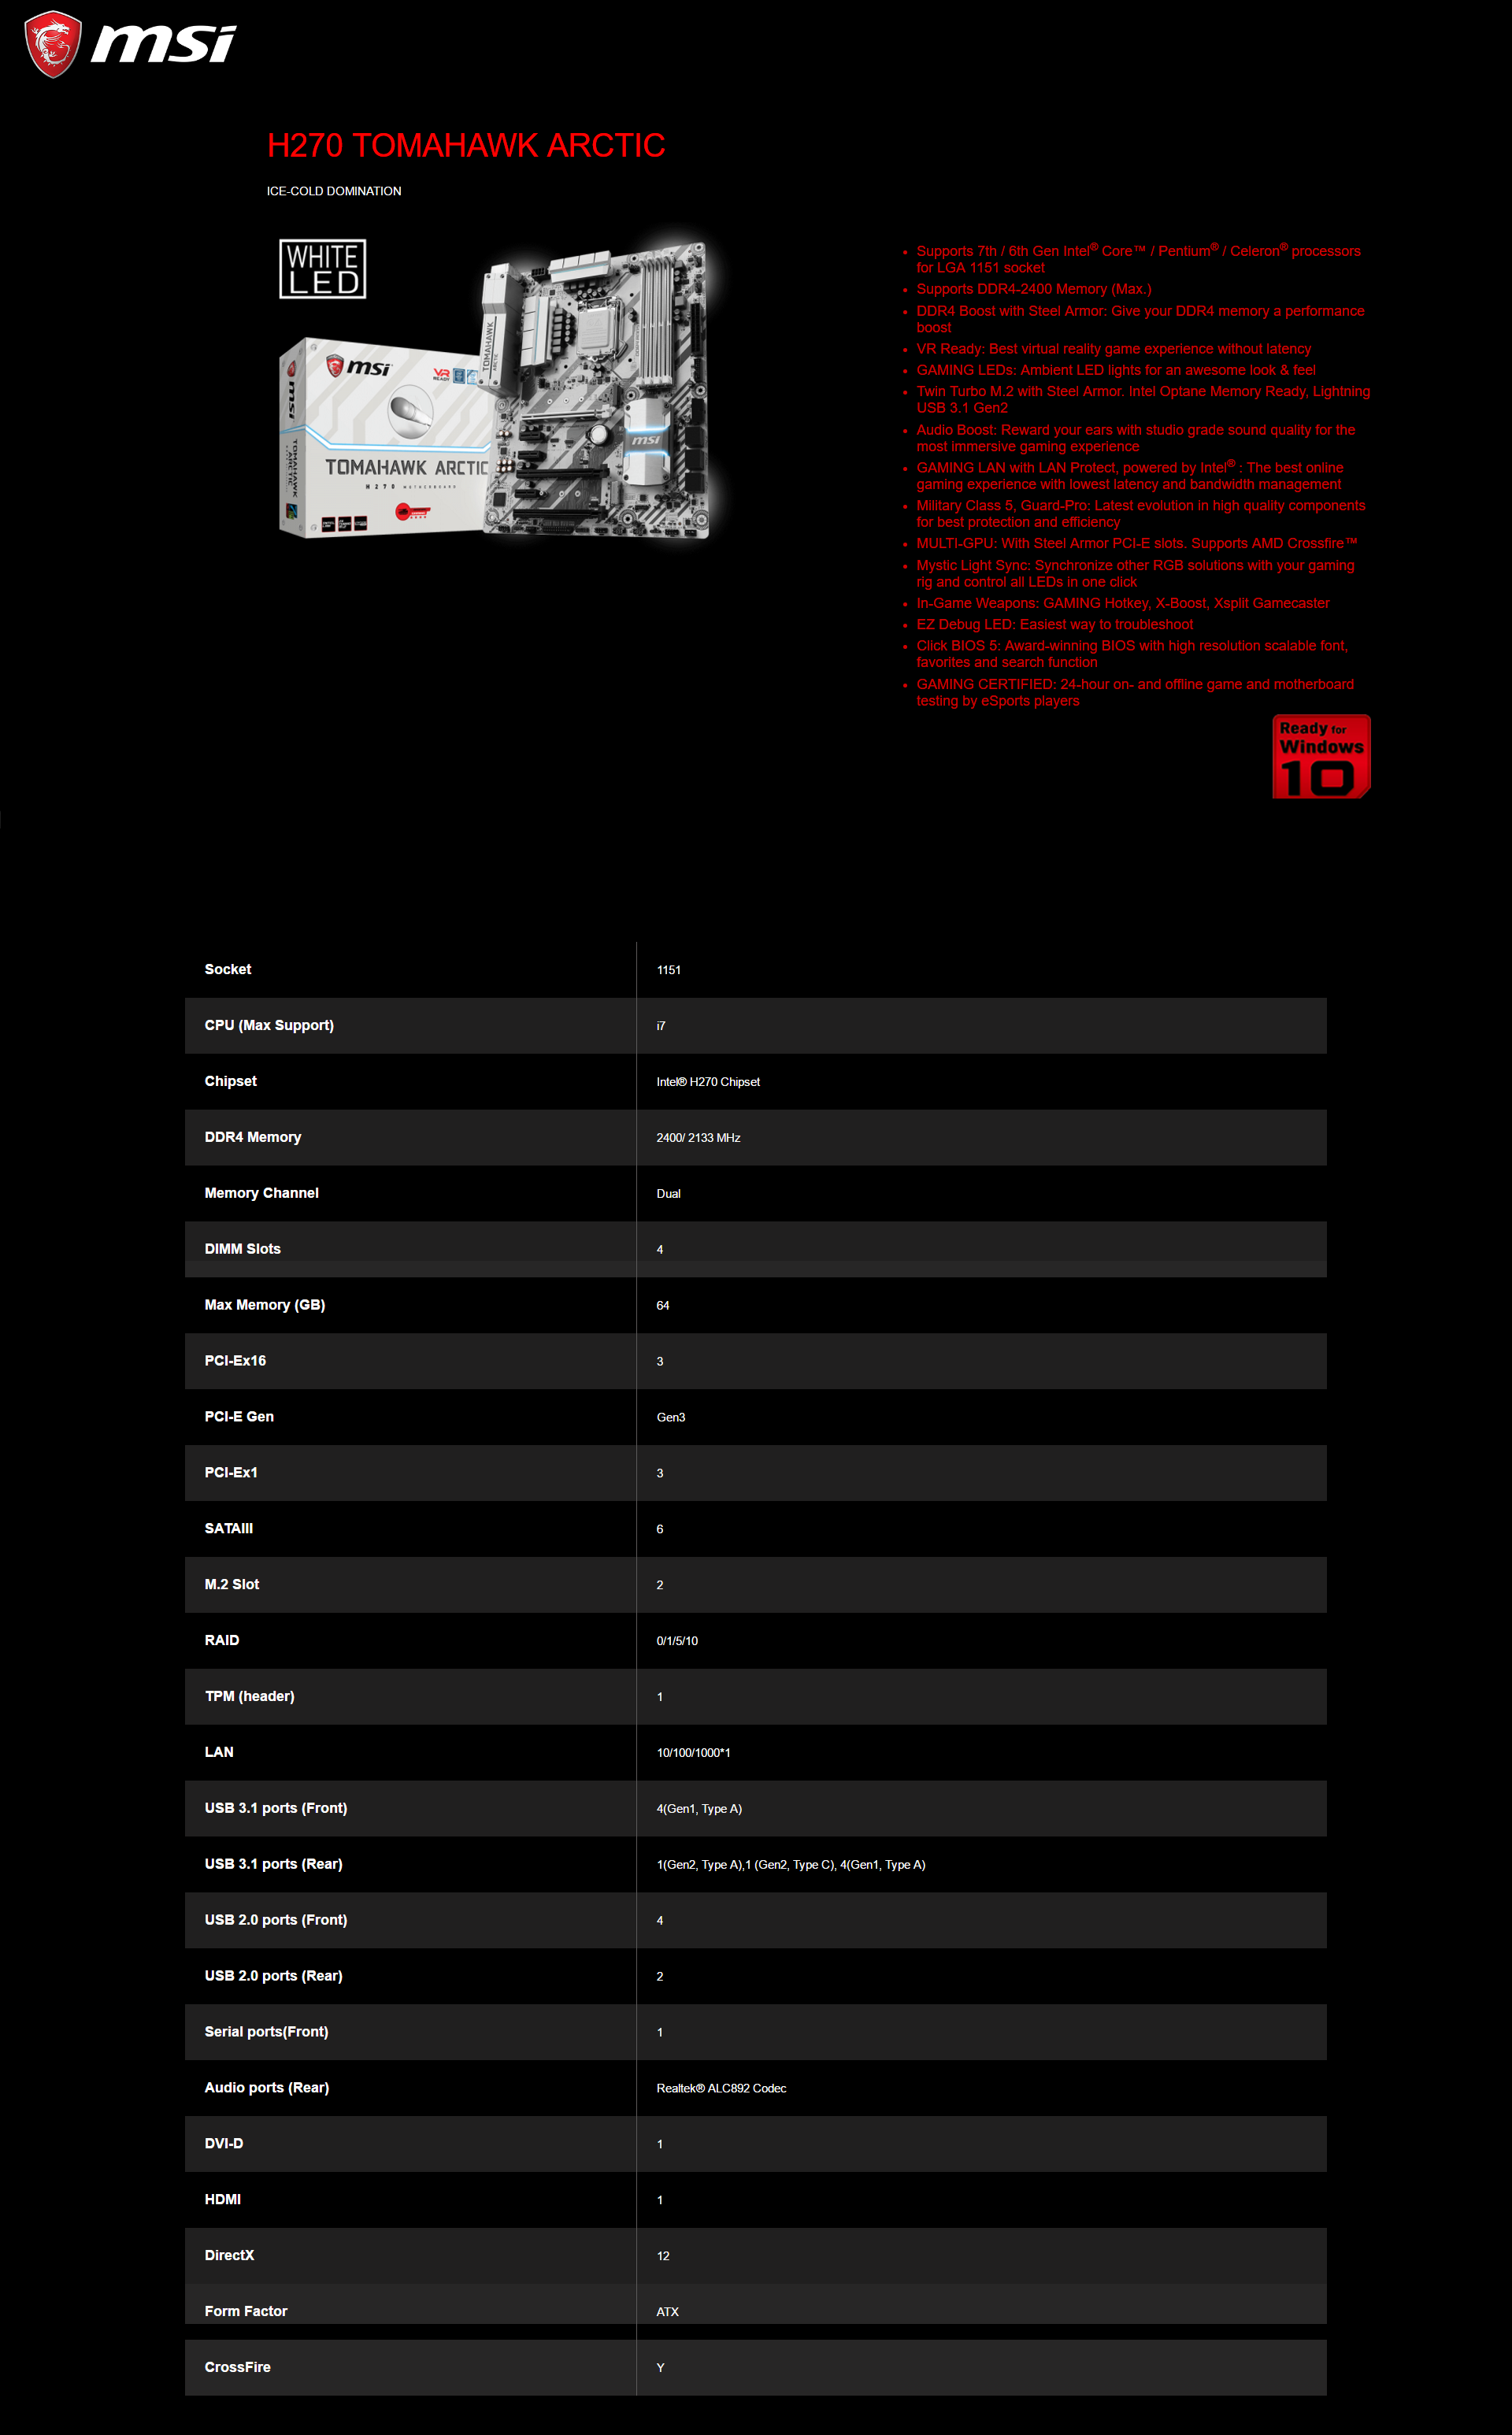 msi
H270 TOMAHAWK ARCTIC
ICE-COLD DOMINATION
WHITE
LED
msi
VR
READY
TOMAHAWK ARCTIC
H270 MOTHERBOARD
msi
TOMAHAWK
ARCTIC
TOMAHAWK
ARCTIC
msi
• Supports 7th / 6th Gen Intel® Core™ / Pentium® / Celeron® processors
for LGA 1151 socket
• Supports DDR4-2400 Memory (Max.)
• DDR4 Boost with Steel Armor: Give your DDR4 memory a performance
boost
• VR Ready: Best virtual reality game experience without latency
• GAMING LEDs: Ambient LED lights for an awesome look & feel
• Twin Turbo M.2 with Steel Armor. Intel Optane Memory Ready, Lightning
USB 3.1 Gen2
• Audio Boost: Reward your ears with studio grade sound quality for the
most immersive gaming experience
• GAMING LAN with LAN Protect, powered by Intel® : The best online
gaming experience with lowest latency and bandwidth management
• Military Class 5, Guard-Pro: Latest evolution in high quality components
for best protection and efficiency
• MULTI-GPU: With Steel Armor PCI-E slots. Supports AMD Crossfire™
• Mystic Light Sync: Synchronize other RGB solutions with your gaming
rig and control all LEDs in one click
• In-Game Weapons: GAMING Hotkey, X-Boost, Xsplit Gamecaster
• EZ Debug LED: Easiest way to troubleshoot
• Click BIOS 5: Award-winning BIOS with high resolution scalable font,
favorites and search function
• GAMING CERTIFIED: 24-hour on- and offline game and motherboard
testing by eSports players
Ready for
Windows
10
Socket 1151
CPU (Max Support) i7
Chipset Intel® H270 Chipset
DDR4 Memory 2400/ 2133 MHz
Memory Channel Dual
DIMM Slots 4
Max Memory (GB) 64
PCI-Ex16 3
PCI-E Gen Gen3
PCI-Ex1 3
SATAIII 6
M.2 Slot 2
RAID 0/1/5/10
TPM (header) 1
LAN 10/100/1000*1
USB 3.1 ports (Front) 4(Gen1, Type A)
USB 3.1 ports (Rear) 1(Gen2, Type A),1 (Gen2, Type C), 4(Gen1, Type A)
USB 2.0 ports (Front) 4
USB 2.0 ports (Rear) 2
Serial ports(Front) 1
Audio ports (Rear) Realtek® ALC892 Codec
DVI-D 1
HDMI 1
DirectX 12
Form Factor ATX
CrossFire Y